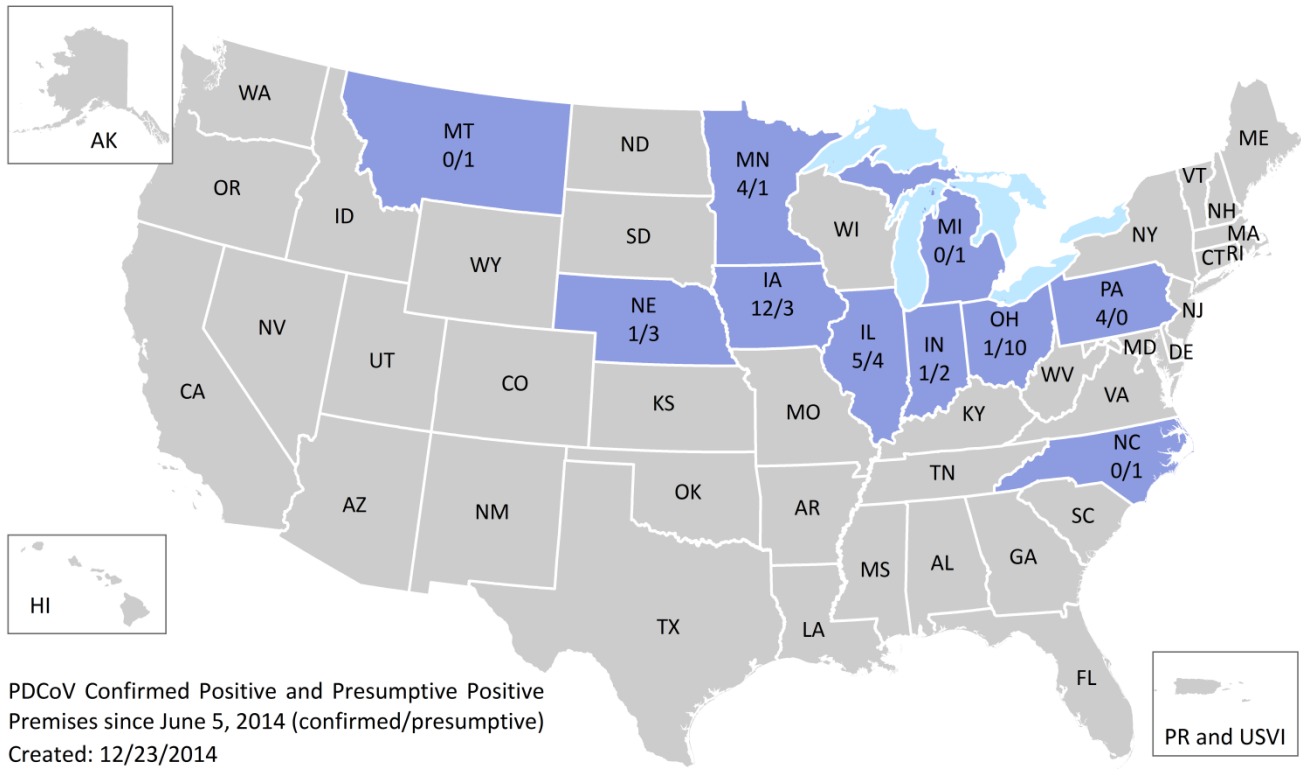 WA
AK
MT
0/1
ND
MN
4/1
ME
OR
ID
VT
NH
SD
WI
MI
0/1
NY
MA
WY
CT
RI
IA
12/3
NE
1/3
PA
4/0
NJ
NV
UT
IL
5/4
IN
1/2
OH
1/10
MD
DE
CO
WV
CA
KS
MO
KY
VA
NC
0/1
TN
OK
AZ
NM
AR
SC
MS
AL
GA
HI
TX
LA
FL
PDCoV Confirmed Positive and Presumptive Positive
Premises since June 5, 2014 (confirmed/presumptive)
Created: 12/23/2014
PR and USVI